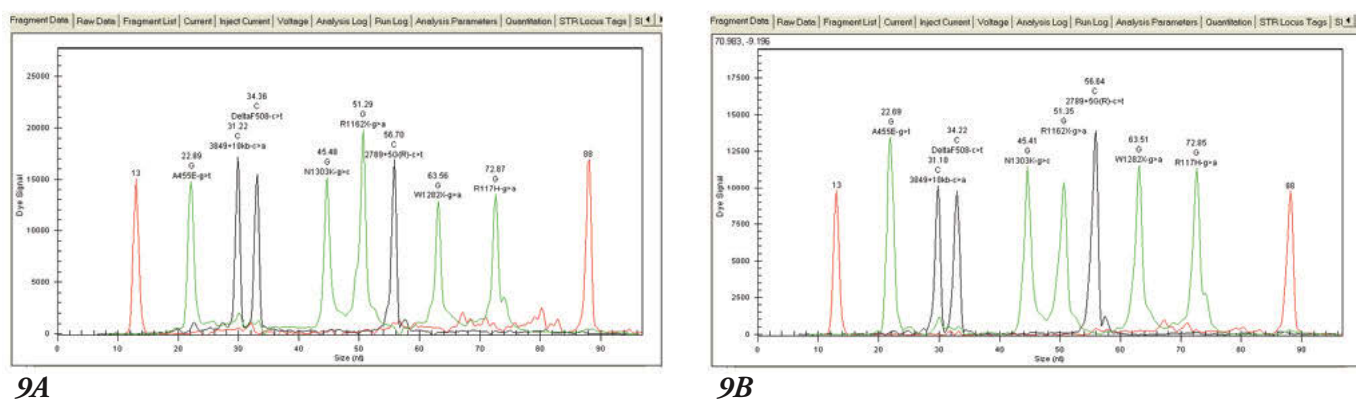 Fragment Data Raw Data Fragment List Current Inject Current Voltage Analysis Log Run Log Analysis Parameters Quantitation STR Locus Tags
25000
20000
15000
10000
5000
0
Dye Signal
13
22.89
G
A455E-g>t
31.22
C
3849+10kb-c>a
34.36
C
DeltaF508-c>t
45.48
G
N1303K-g>c
51.29
G
R1162X-g>a
56.70
C
2789+5G(R)-c>t
63.56
G
W1282X-g>a
72.87
G
R117H-g>a
88
0 10 20 30 40 50 60 70 80 90
Size (nt)
9A
Fragment Data Raw Data Fragment List Current Inject Current Voltage Analysis Log Run Log Analysis Parameters Quantitation STR Locus Tags
70.983, -9.196
17500
15000
12500
10000
7500
5000
2500
0
Dye Signal
13
22.69
G
A455E-g>t
31.10
C
3849+10kb-c>a
34.22
C
DeltaF508-c>t
45.41
G
N1303K-g>c
51.35
G
R1162X-g>a
56.64
C
2789+5G(R)-c>t
63.51
G
W1282X-g>a
72.85
G
R117H-g>a
88
0 10 20 30 40 50 60 70 80 90
Size (nt)
9B